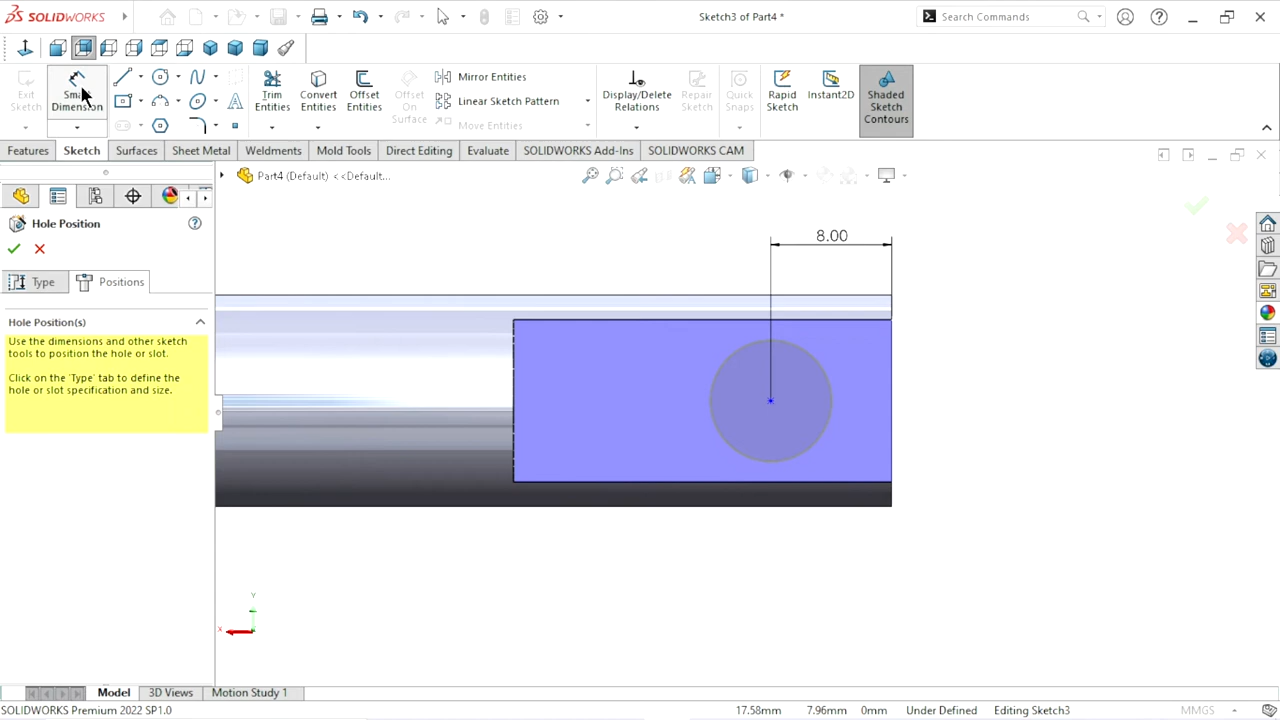 SOLIDWORKS
Sketch3 of Part4 *
Search Commands
Exit Sketch
Smart Dimension
Trim Entities
Convert Entities
Offset Entities
Offset On Surface
Mirror Entities
Linear Sketch Pattern
Move Entities
Display/Delete Relations
Repair Sketch
Quick Snaps
Rapid Sketch
Instant2D
Shaded Sketch Contours
Features
Sketch
Surfaces
Sheet Metal
Weldments
Mold Tools
Direct Editing
Evaluate
SOLIDWORKS Add-Ins
SOLIDWORKS CAM
Part4 (Default) <<Default...
Hole Position
Type
Positions
Hole Position(s)
Use the dimensions and other sketch
tools to position the hole or slot.
Click on the 'Type' tab to define the
hole or slot specification and size.
8.00
Y
X
Model
3D Views
Motion Study 1
SOLIDWORKS Premium 2022 SP1.0
17.58mm
7.96mm
0mm
Under Defined
Editing Sketch3
MMGS